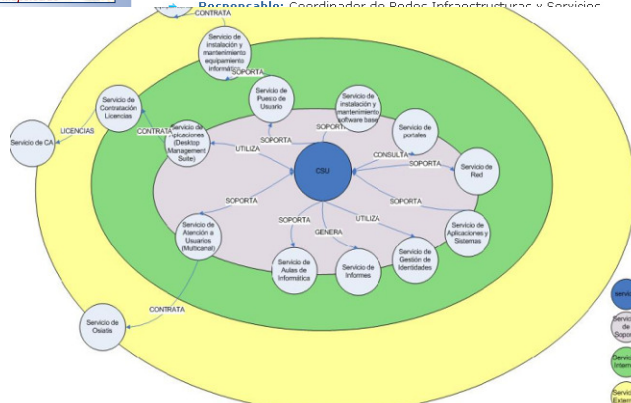 Responsable: Coordinador de Redes Infraestructuras y Servicios
CONTRATA
Servicio de
instalación y
mantenimiento
equipamiento
informático
SOPORTA
Servicio de
Puesto de
Usuario
Servicio de
Contratación
Licencias
Servicio de
instalación y
mantenimiento
software base
SOPORTA
Servicio de
portales
LICENCIAS
CONTRATA
Servicio de CA
Servicio de
Aplicaciones
(Desktop
Management
Suite)
SOPORTA
UTILIZA
CONSULTA
SOPORTA
Servicio de
Red
CSU
SOPORTA
SOPORTA
Servicio de
Atención a
Usuarios
(Multicanal)
SOPORTA
GENERA
UTILIZA
Servicio de
Aplicaciones y
Sistemas
Servicio de
Aulas de
Informática
Servicio de
Informes
Servicio de
Gestión de
Identidades
CONTRATA
Servicio de
Osiatis